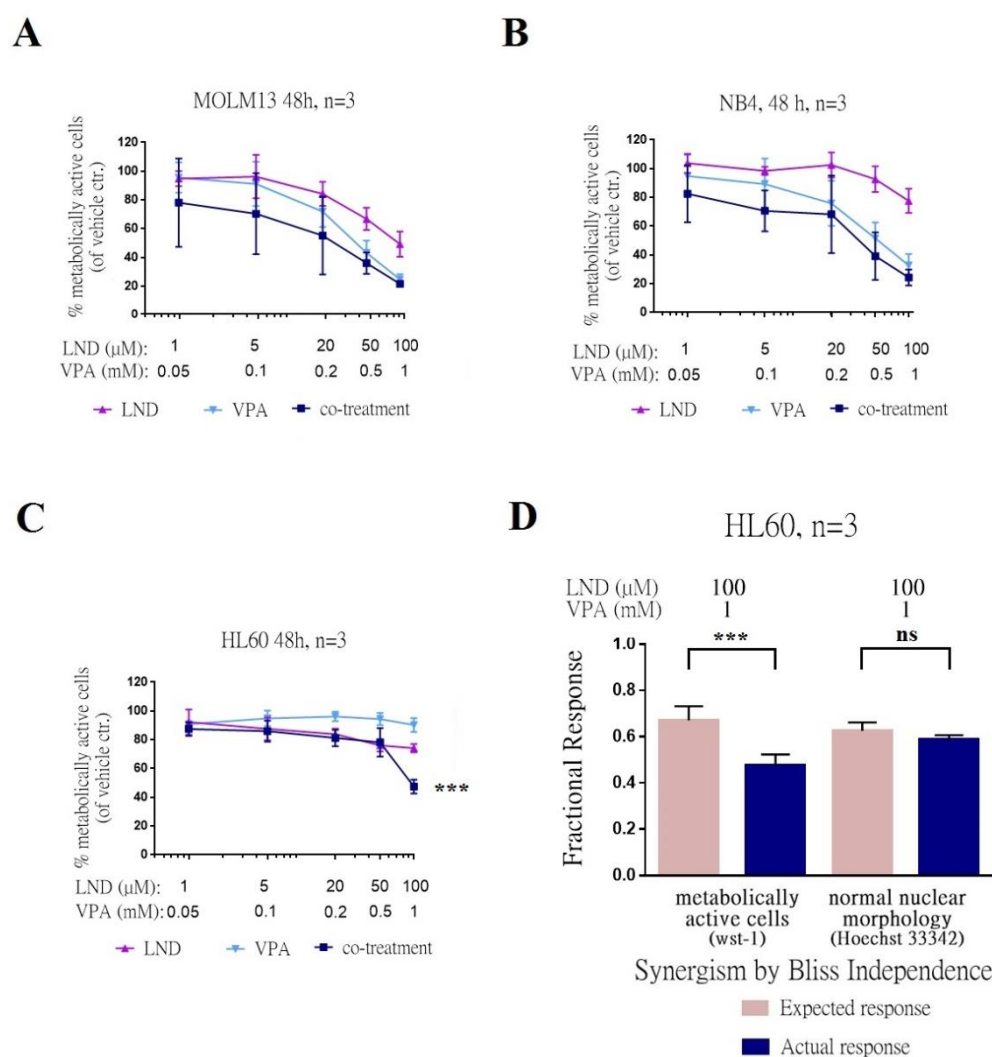 A
MOLM13 48h, n=3
% metabolically active cells
(of vehicle ctr.)
120
100
80
60
40
20
0
LND (µM): 1 5 20 50 100
VPA (mM): 0.05 0.1 0.2 0.5 1
LND VPA co-treatment
B
NB4, 48 h, n=3
% metabolically active cells
(of vehicle ctr.)
120
100
80
60
40
20
0
LND (µM): 1 5 20 50 100
VPA (mM): 0.05 0.1 0.2 0.5 1
LND VPA co-treatment
C
HL60 48h, n=3
% metabolically active cells
(of vehicle ctr.)
120
100
80
60
40
20
0
***
LND (µM): 1 5 20 50 100
VPA (mM): 0.05 0.1 0.2 0.5 1
LND VPA co-treatment
D
HL60, n=3
LND (µM) 100 100
VPA (mM) 1 1
*** ns
Fractional Response
1.0
0.8
0.6
0.4
0.2
0.0
metabolically normal nuclear
active cells morphology
(wst-1) (Hoechst 33342)
Synergism by Bliss Independence
Expected response
Actual response